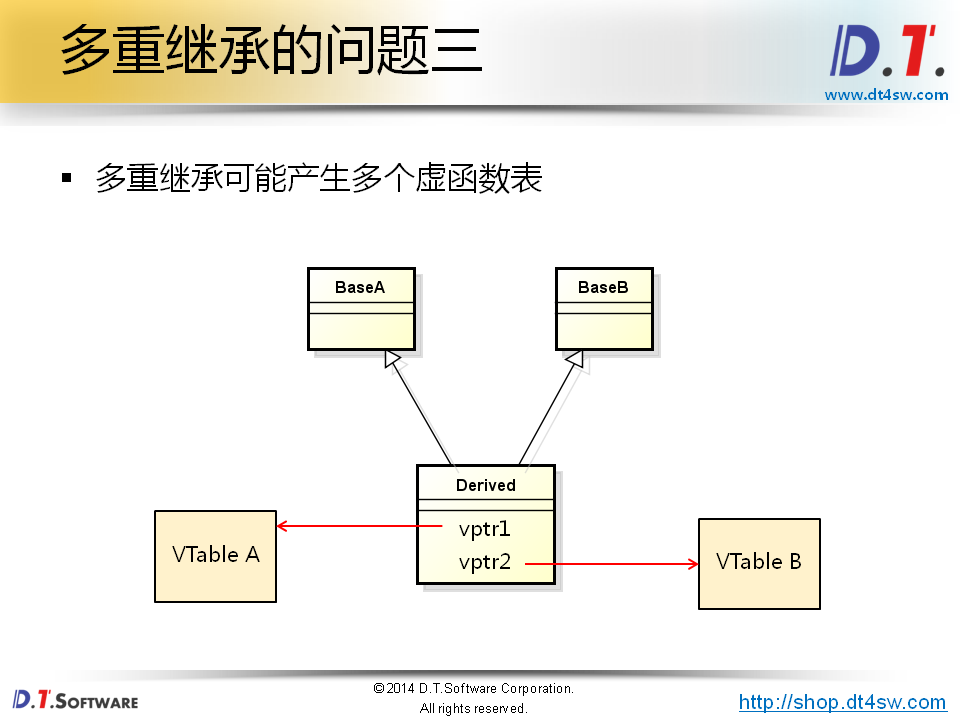 多重继承的问题三
D.T.
www.dt4sw.com
▪ 多重继承可能产生多个虚函数表
BaseA
BaseB
Derived
vptr1
vptr2
VTable A
VTable B
D.T.SOFTWARE
©2014 D.T.Software Corporation.
All rights reserved.
http://shop.dt4sw.com